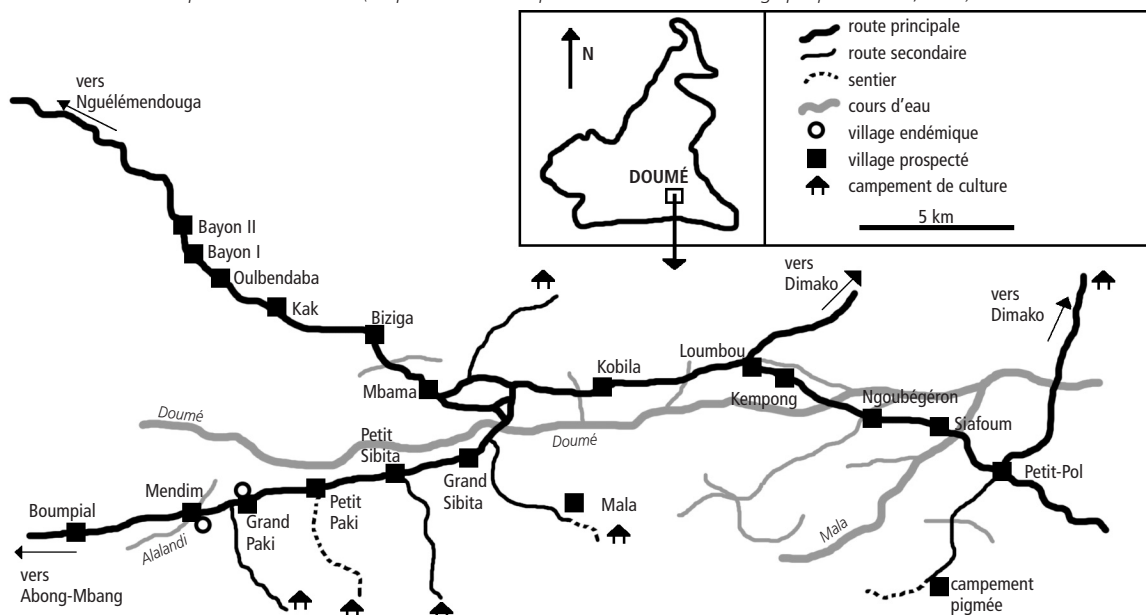 N
DOUMÉ
route principale
route secondaire
sentier
cours d'eau
village endémique
village prospecté
campement de culture
5 km
vers
Nguélémendouga
Bayon II
Bayon I
Oulbendaba
Kak
Biziga
Mbama
vers
Dimako
vers
Dimako
Loumbou
Kobila
Kempong
Ngoubégéron
Siafoum
Petit-Pol
Doumé
Doumé
Petit
Sibita
Grand
Sibita
Mala
Mala
Mendim
Boumpial
Grand
Paki
Petit
Paki
Alalandi
vers
Abong-Mbang
campement
pigmée